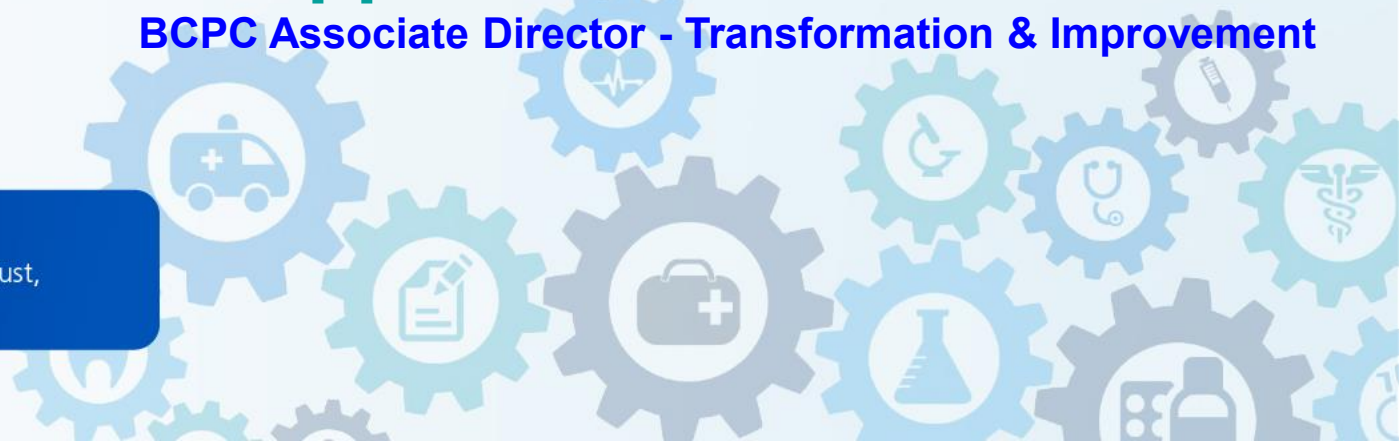 BCPC Associate Director - Transformation & Improvement
ust,